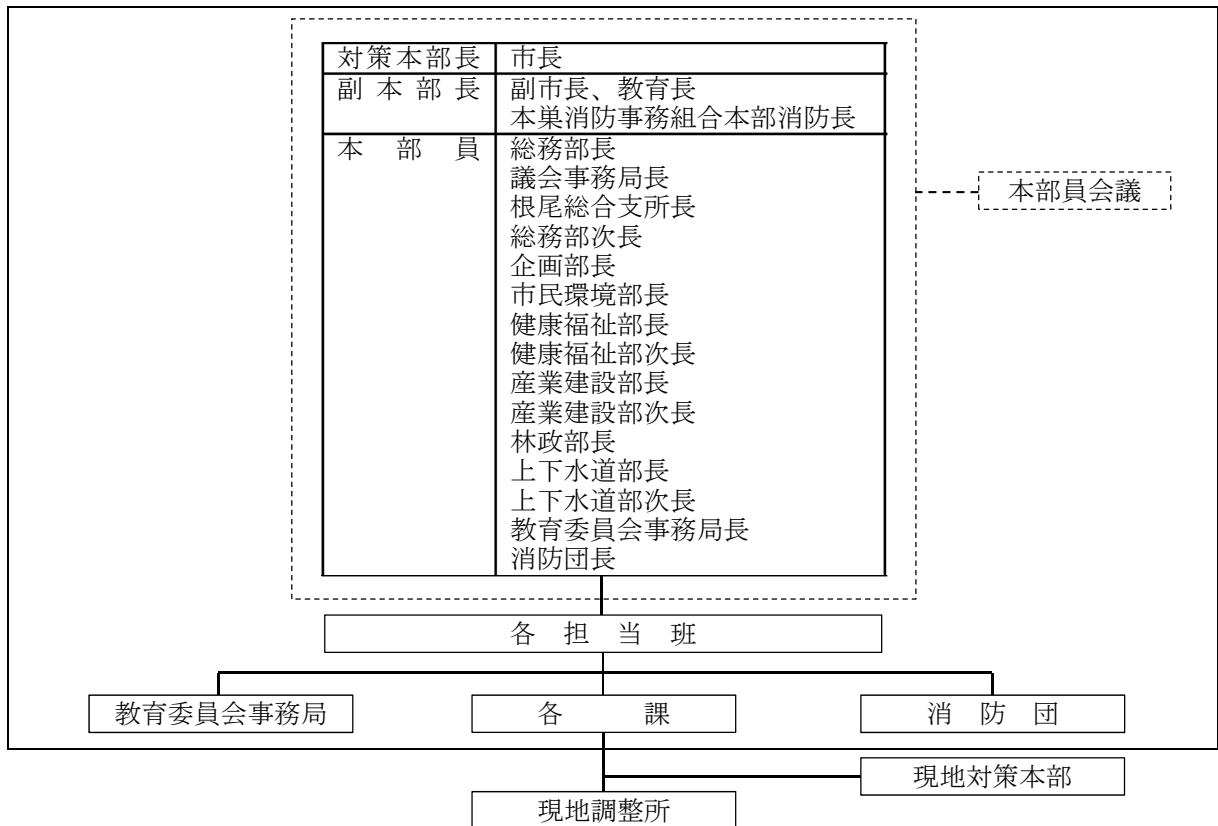 対策本部長 市長
副本部長 副市長、教育長
本巣消防事務組合本部消防長
本部員 総務部長
議会事務局長
根尾総合支所長
総務部次長
企画部長
市民環境部長
健康福祉部長
健康福祉部次長
産業建設部長
産業建設部次長
林政部長
上下水道部長
上下水道部次長
教育委員会事務局長
消防団長
本部員会議
各担当班
教育委員会事務局
各課
消防団
現地対策本部
現地調整所